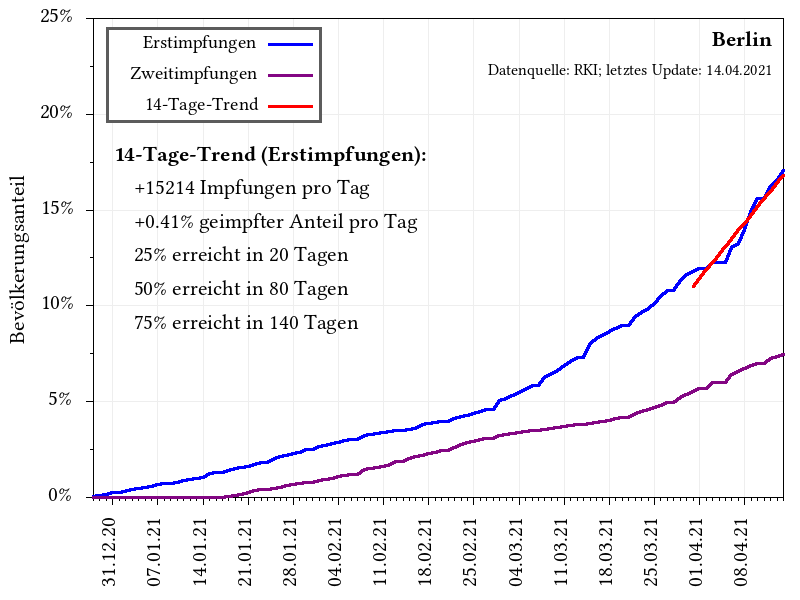 25%
20%
15%
10%
5%
0%
Bevölkerungsanteil
Erstimpfungen
Zweitimpfungen
14-Tage-Trend
Berlin
Datenquelle: RKI; letztes Update: 14.04.2021
14-Tage-Trend (Erstimpfungen):
+15214 Impfungen pro Tag
+0.41% geimpfter Anteil pro Tag
25% erreicht in 20 Tagen
50% erreicht in 80 Tagen
75% erreicht in 140 Tagen
31.12.20
07.01.21
14.01.21
21.01.21
28.01.21
04.02.21
11.02.21
18.02.21
25.02.21
04.03.21
11.03.21
18.03.21
25.03.21
01.04.21
08.04.21